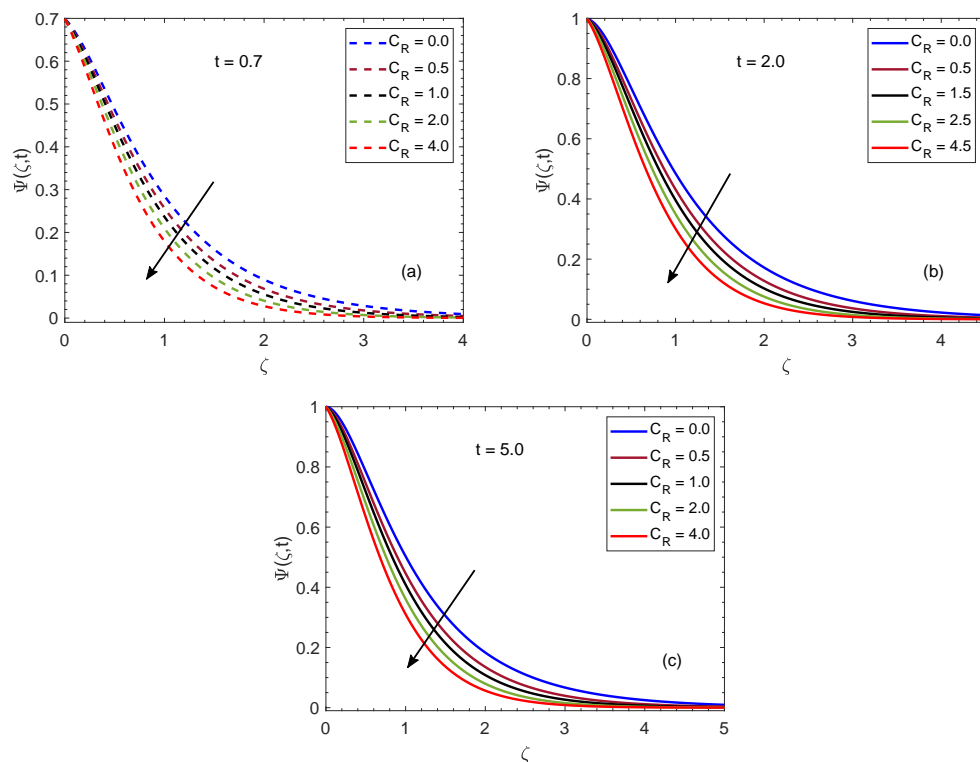 0.7
0.6
0.5
0.4
0.3
0.2
0.1
0
Ψ(ζ,t)
t = 0.7
C_R = 0.0
C_R = 0.5
C_R = 1.0
C_R = 2.0
C_R = 4.0
(a)
0 1 2 3 4
ζ
1
0.8
0.6
0.4
0.2
0
Ψ(ζ,t)
t = 2.0
C_R = 0.0
C_R = 0.5
C_R = 1.5
C_R = 2.5
C_R = 4.5
(b)
0 1 2 3 4
ζ
1
0.8
0.6
0.4
0.2
0
Ψ(ζ,t)
t = 5.0
C_R = 0.0
C_R = 0.5
C_R = 1.0
C_R = 2.0
C_R = 4.0
(c)
0 1 2 3 4 5
ζ